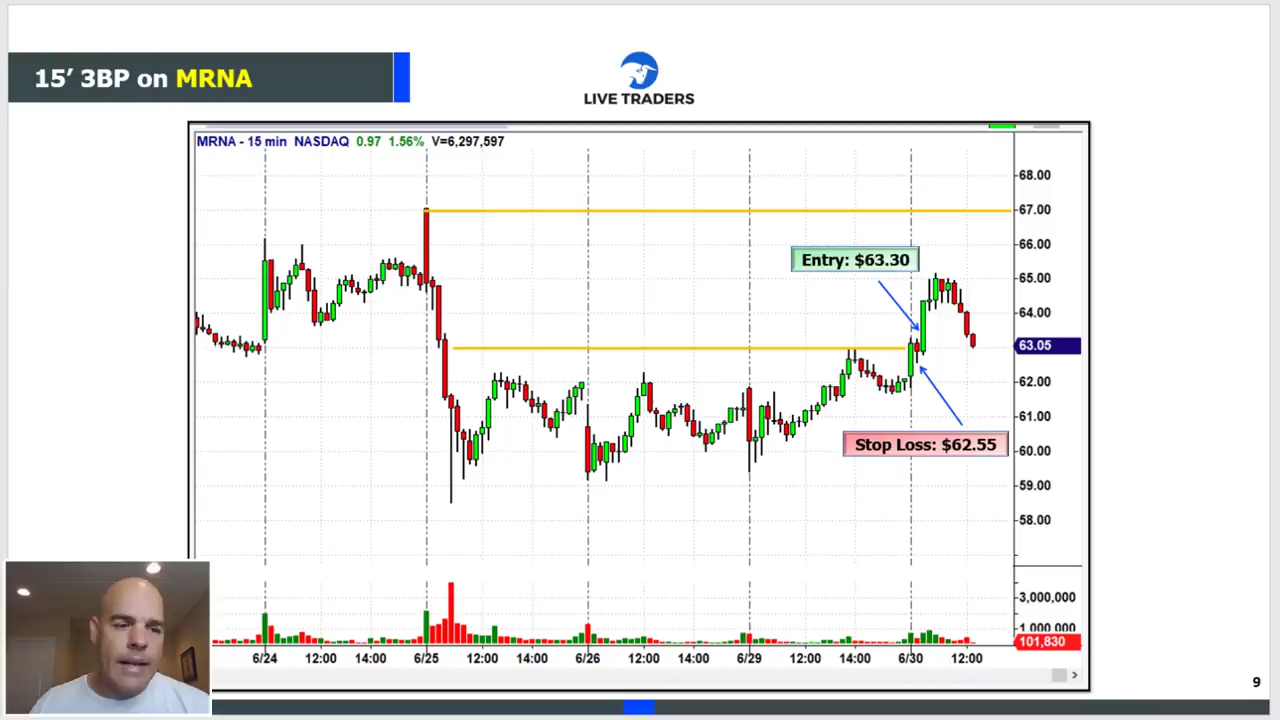 15’ 3BP on MRNA
LIVE TRADERS
MRNA - 15 min NASDAQ 0.97 1.56% V=6,297,597
68.00
67.00
66.00
Entry: $63.30
65.00
64.00
63.05
62.00
61.00
Stop Loss: $62.55
60.00
59.00
58.00
3,000,000
1 000 000
101,830
6/24 12:00 14:00 6/25 12:00 14:00 6/26 12:00 14:00 6/29 12:00 14:00 6/30 12:00
9